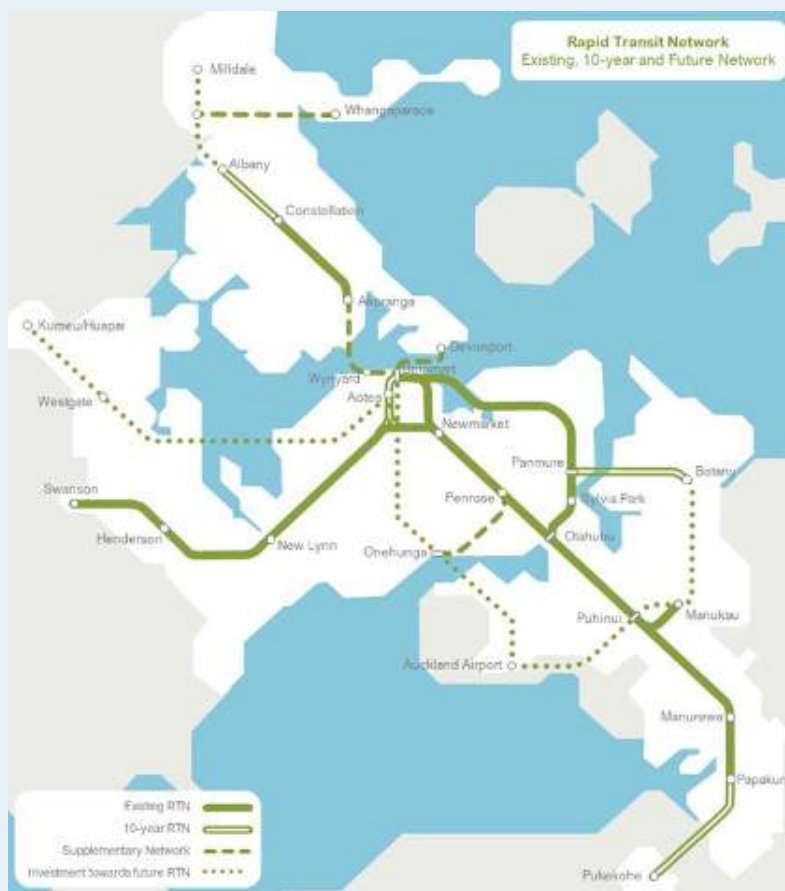 Rapid Transit Network
Existing, 10-year and Future Network
Milldale
Whangaparaoa
Albany
Constellation
Akoranga
Kumeu/Huapai
Devonport
Britomart
Wynyard
Aotea
Westgate
Newmarket
Panmure
Botany
Swanson
Penrose
Sylvia Park
Henderson
New Lynn
Onehunga
Otahuhu
Puhinui
Manukau
Auckland Airport
Manurewa
Papakur
Existing RTN
10-year RTN
Supplementary Network
Investment towards future RTN
Pukekohe